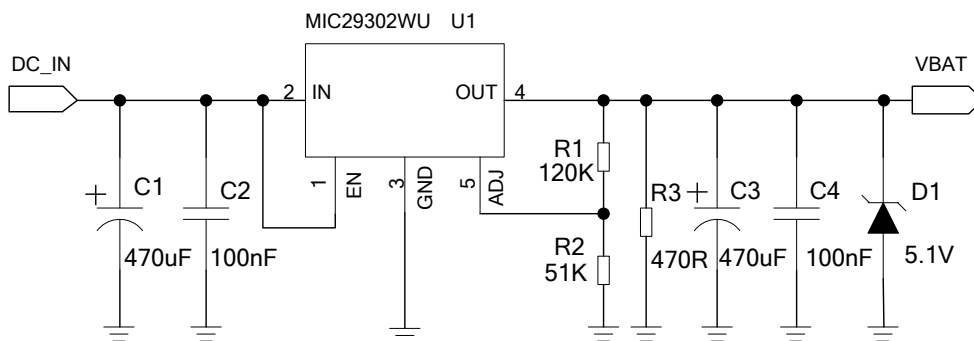 MIC29302WU U1
DC_IN
VBAT
2 IN
OUT 4
1 EN
3 GND
5 ADJ
+ C1
470uF
C2
100nF
R1
120K
R2
51K
R3
470R
+ C3
470uF
C4
100nF
D1
5.1V